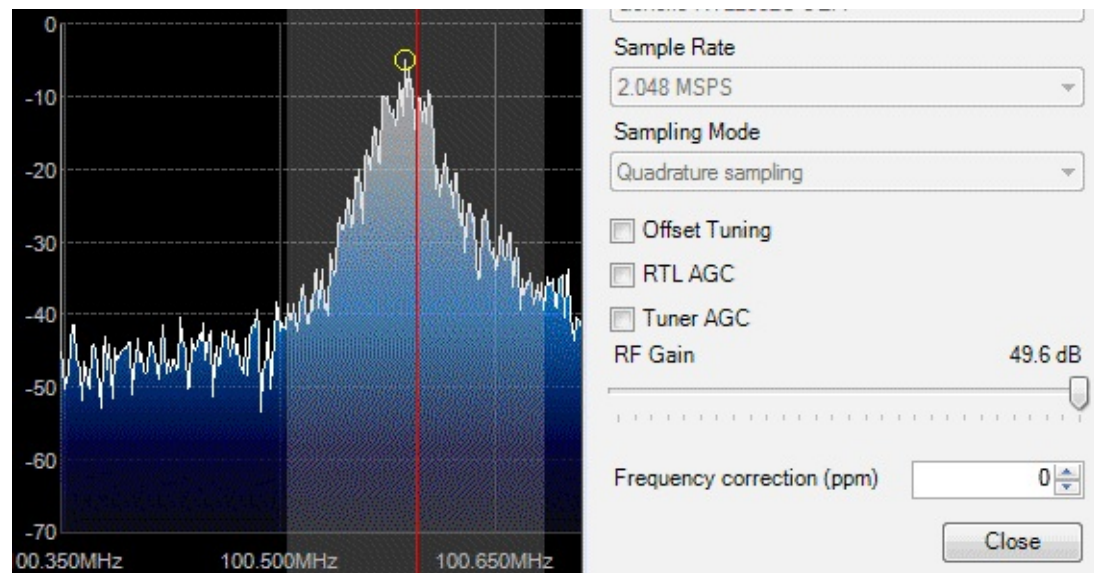 0
-10
-20
-30
-40
-50
-60
-70
00.350MHz 100.500MHz 100.650MHz
Sample Rate
2.048 MSPS
Sampling Mode
Quadrature sampling
Offset Tuning
RTL AGC
Tuner AGC
RF Gain 49.6 dB
Frequency correction (ppm) 0
Close